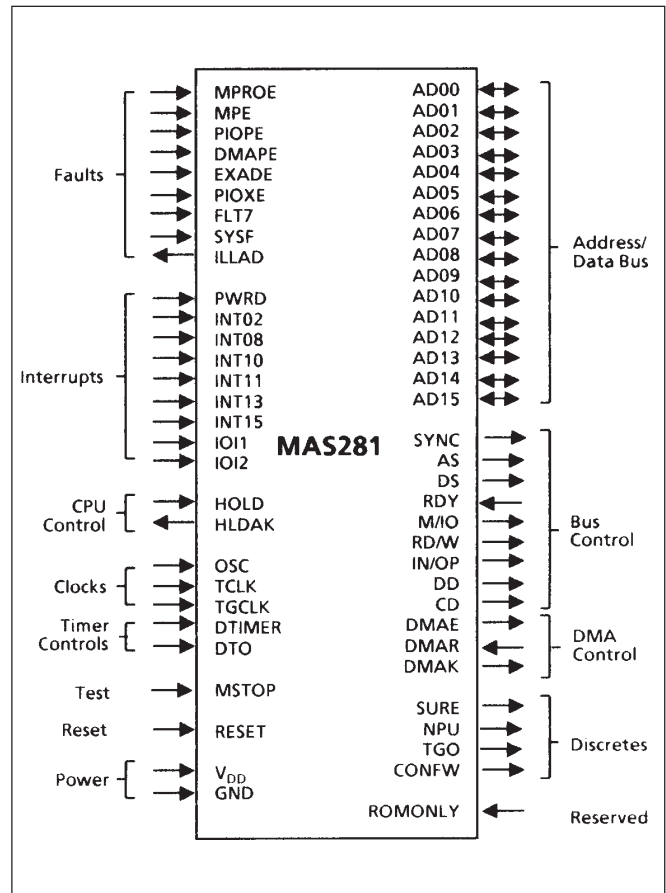 Faults
MPROE
MPE
PIOPE
DMAPE
EXADE
PIOXE
FLT7
SYSF
ILLAD
Interrupts
PWRD
INT02
INT08
INT10
INT11
INT13
INT15
IOI1
IOI2
CPU
Control
HOLD
HLDAK
Clocks
OSC
TCLK
TGCLK
Timer
Controls
DTIMER
DTO
Test
MSTOP
Reset
RESET
Power
VDD
GND
MAS281
AD00
AD01
AD02
AD03
AD04
AD05
AD06
AD07
AD08
AD09
AD10
AD11
AD12
AD13
AD14
AD15
Address/
Data Bus
SYNC
AS
DS
RDY
M/IO
RD/W
IN/OP
DD
CD
Bus
Control
DMAE
DMAR
DMAK
DMA
Control
SURE
NPU
TGO
CONFW
Discretes
ROMONLY
Reserved